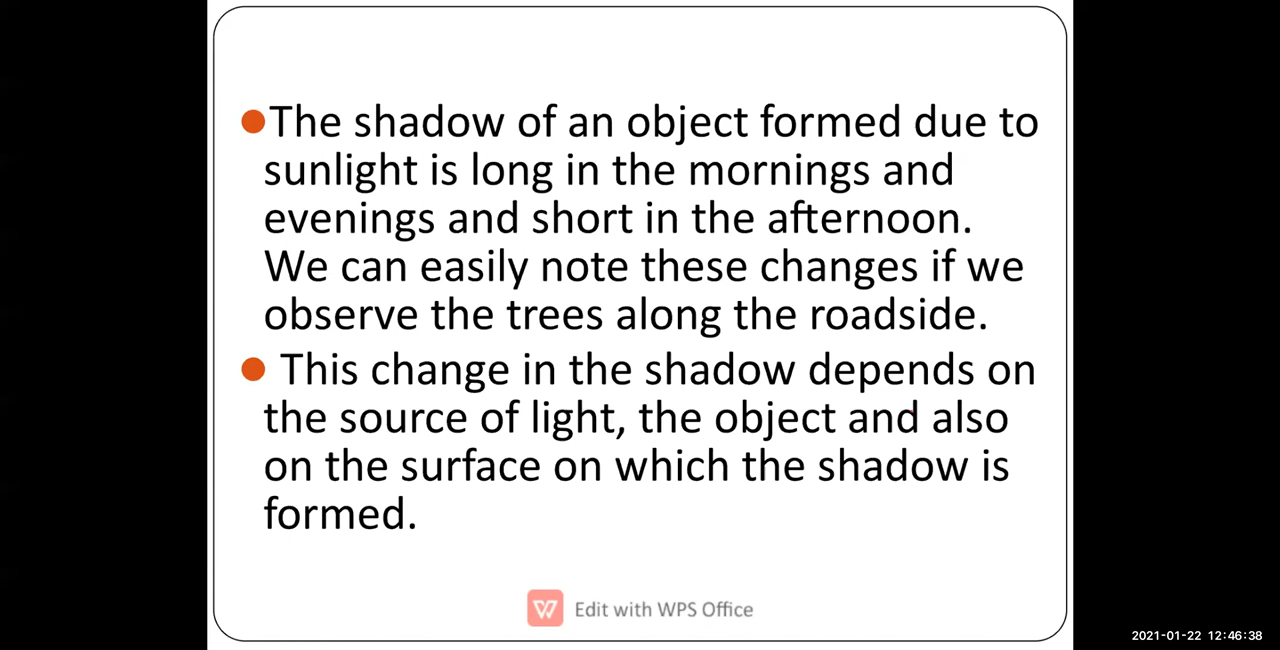 ●The shadow of an object formed due to
sunlight is long in the mornings and
evenings and short in the afternoon.
We can easily note these changes if we
observe the trees along the roadside.
● This change in the shadow depends on
the source of light, the object and also
on the surface on which the shadow is
formed.
Edit with WPS Office
2021-01-22 12:46:38